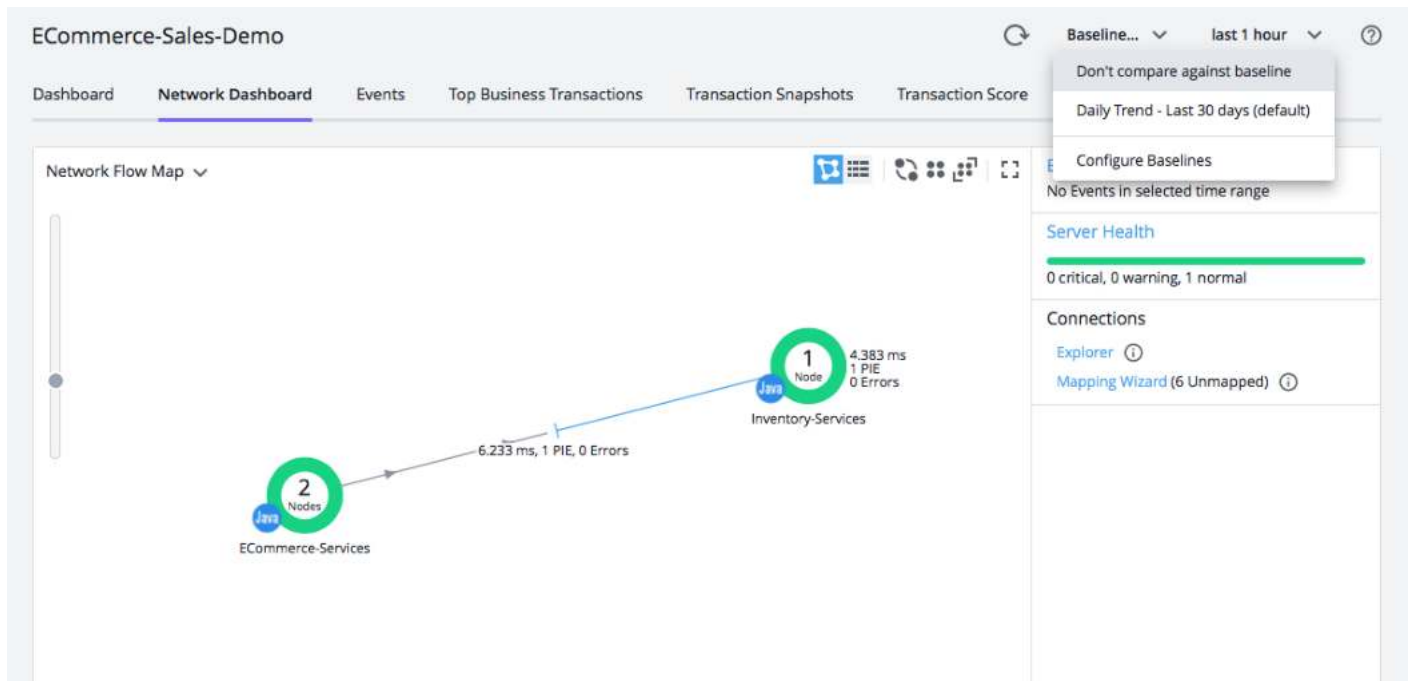 ECommerce-Sales-Demo
Baseline... last 1 hour
Don't compare against baseline
Daily Trend - Last 30 days (default)
Configure Baselines
Dashboard Network Dashboard Events Top Business Transactions Transaction Snapshots Transaction Score
Network Flow Map
No Events in selected time range
Server Health
0 critical, 0 warning, 1 normal
Connections
Explorer
Mapping Wizard (6 Unmapped)
1
Node
Java
4.383 ms
1 PIE
0 Errors
Inventory-Services
6.233 ms, 1 PIE, 0 Errors
2
Nodes
Java
ECommerce-Services